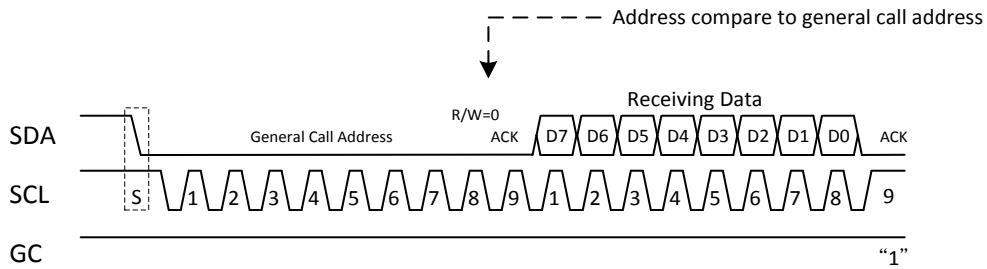 Address compare to general call address
Receiving Data
R/W=0
SDA General Call Address ACK D7 D6 D5 D4 D3 D2 D1 D0 ACK
SCL S 1 2 3 4 5 6 7 8 9 1 2 3 4 5 6 7 8 9
GC “1”